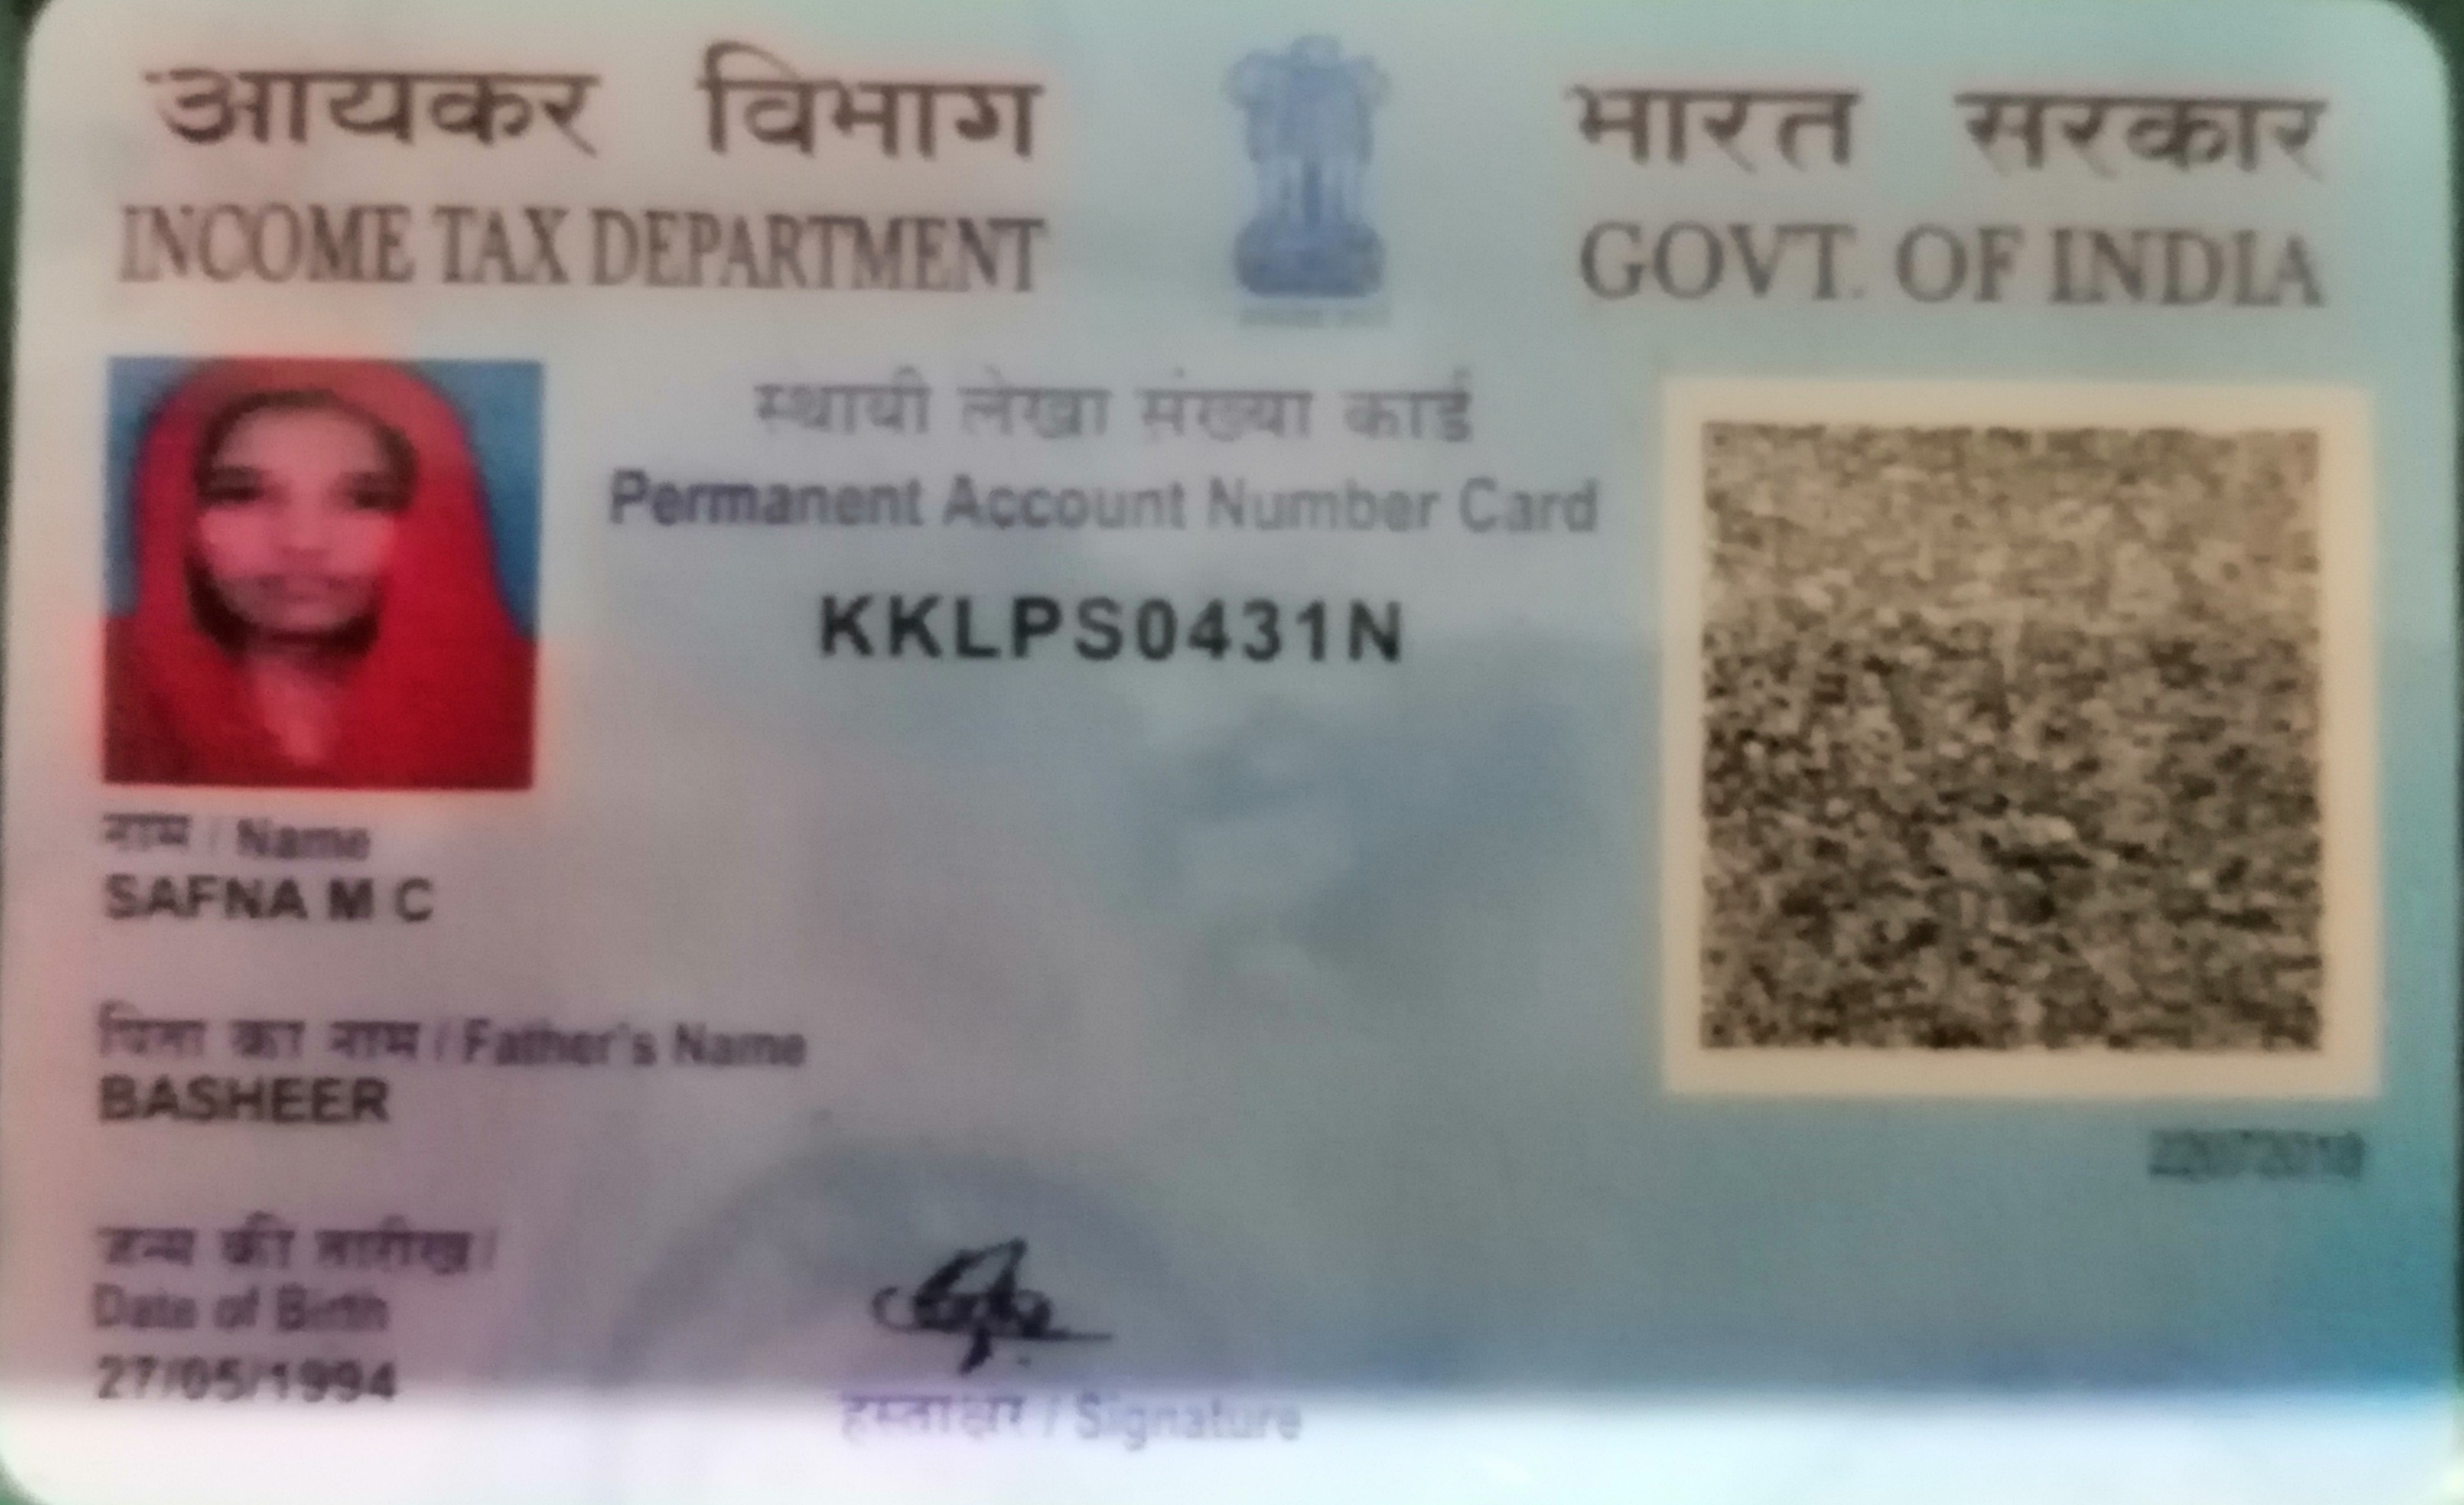 आयकर विभाग
INCOME TAX DEPARTMENT
भारत सरकार
GOVT. OF INDIA
स्थायी लेखा संख्या कार्ड
Permanent Account Number Card
KKLPS0431N
नाम / Name
SAFNA M C
पिता का नाम / Father's Name
BASHEER
जन्म की तारीख /
Date of Birth
27/05/1994
हस्ताक्षर / Signature